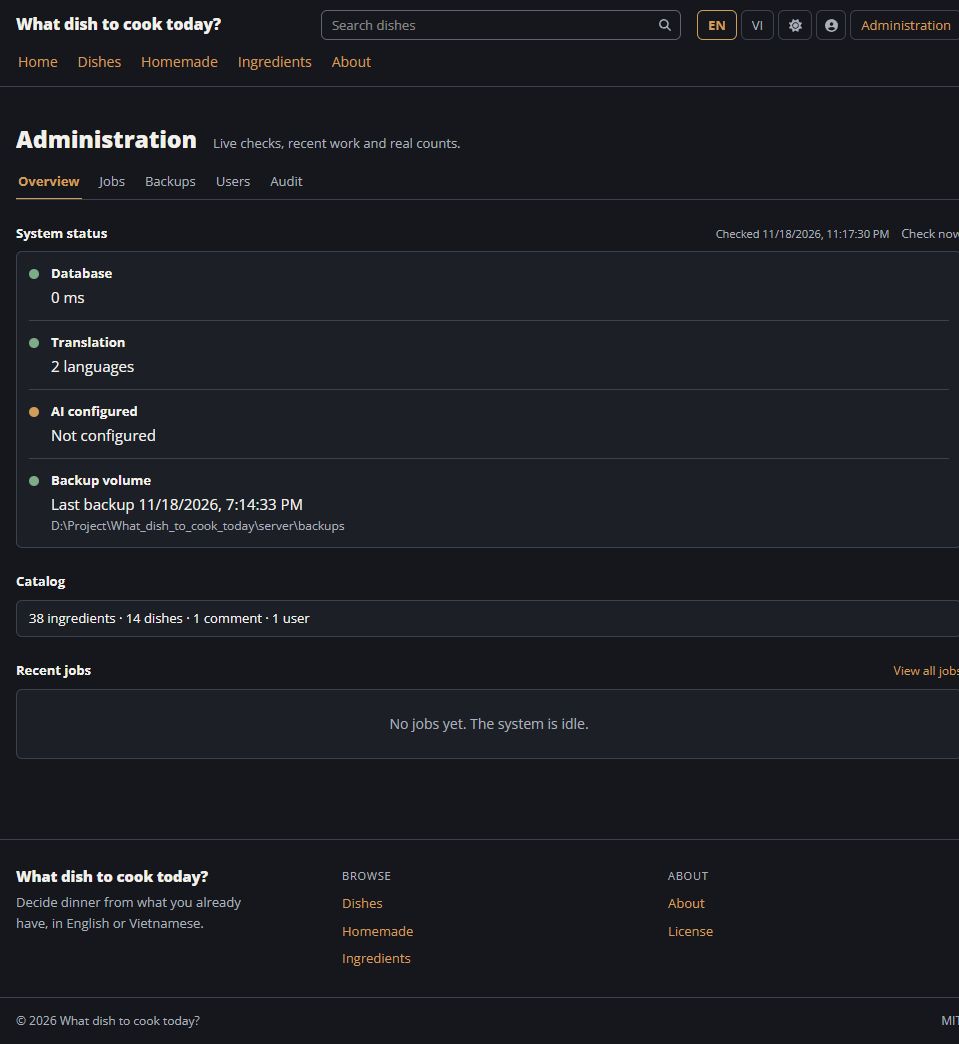 What dish to cook today?
Search dishes
EN
VI
Administration
Home Dishes Homemade Ingredients About
Administration Live checks, recent work and real counts.
Overview Jobs Backups Users Audit
System status
Checked 11/18/2026, 11:17:30 PM Check now
Database
0 ms
Translation
2 languages
AI configured
Not configured
Backup volume
Last backup 11/18/2026, 7:14:33 PM
D:\Project\What_dish_to_cook_today\server\backups
Catalog
38 ingredients · 14 dishes · 1 comment · 1 user
Recent jobs
View all jobs
No jobs yet. The system is idle.
What dish to cook today?
Decide dinner from what you already
have, in English or Vietnamese.
BROWSE
Dishes
Homemade
Ingredients
ABOUT
About
License
© 2026 What dish to cook today?
MIT